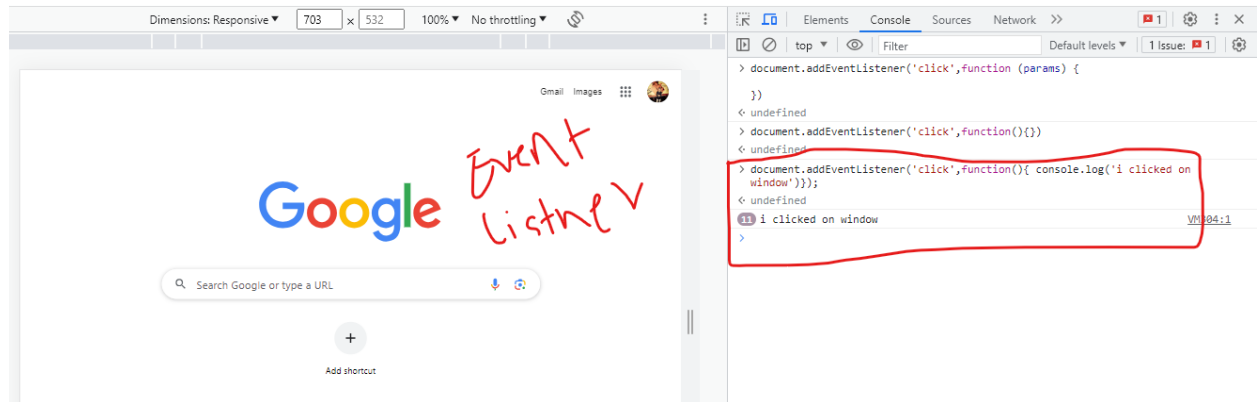 Dimensions: Responsive ▼ 703 x 532 100% ▼ No throttling ▼
Elements Console Sources Network >> 1
top ▼ Filter Default levels ▼ 1 Issue: 1
Gmail Images
Event
Listner
Google
Search Google or type a URL
Add shortcut
> document.addEventListener('click',function (params) {
})
undefined
> document.addEventListener('click',function(){})
undefined
> document.addEventListener('click',function(){ console.log('i clicked on
window')});
undefined
11 i clicked on window VM304:1
>